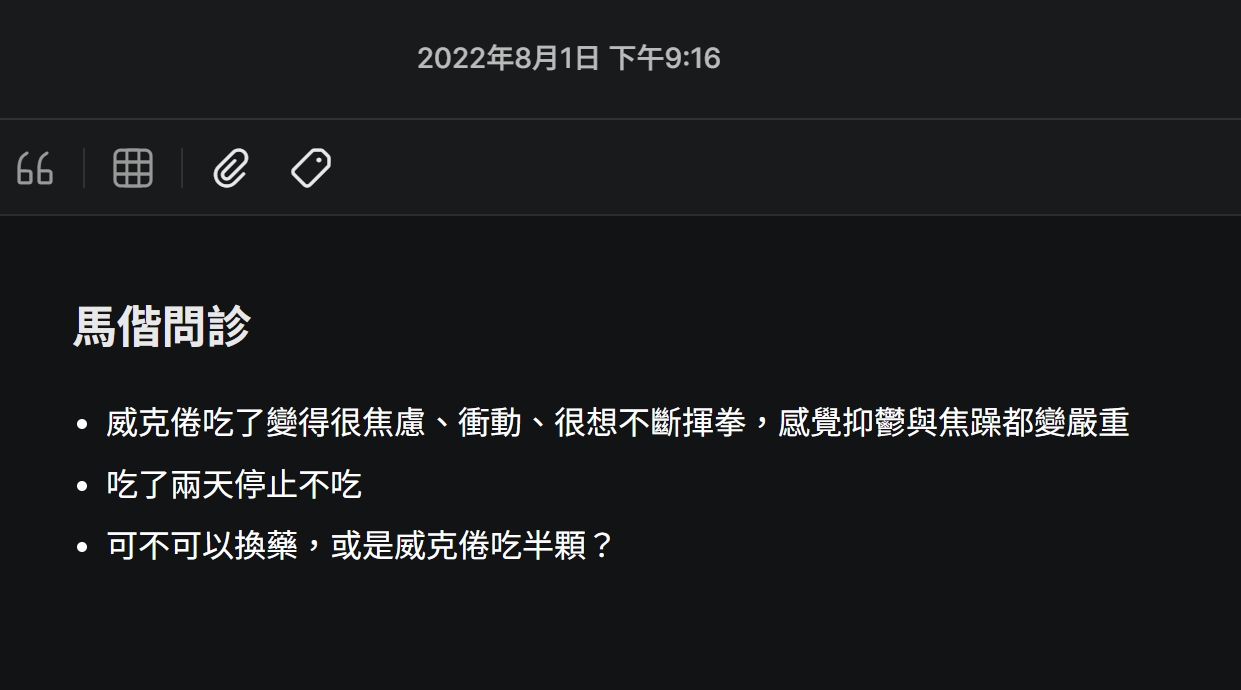 2022年8月1日 下午9:16
馬偕問診
• 威克倦吃了變得很焦慮、衝動、很想不斷揮拳，感覺抑鬱與焦躁都變嚴重
• 吃了兩天停止不吃
• 可不可以換藥，或是威克倦吃半顆？